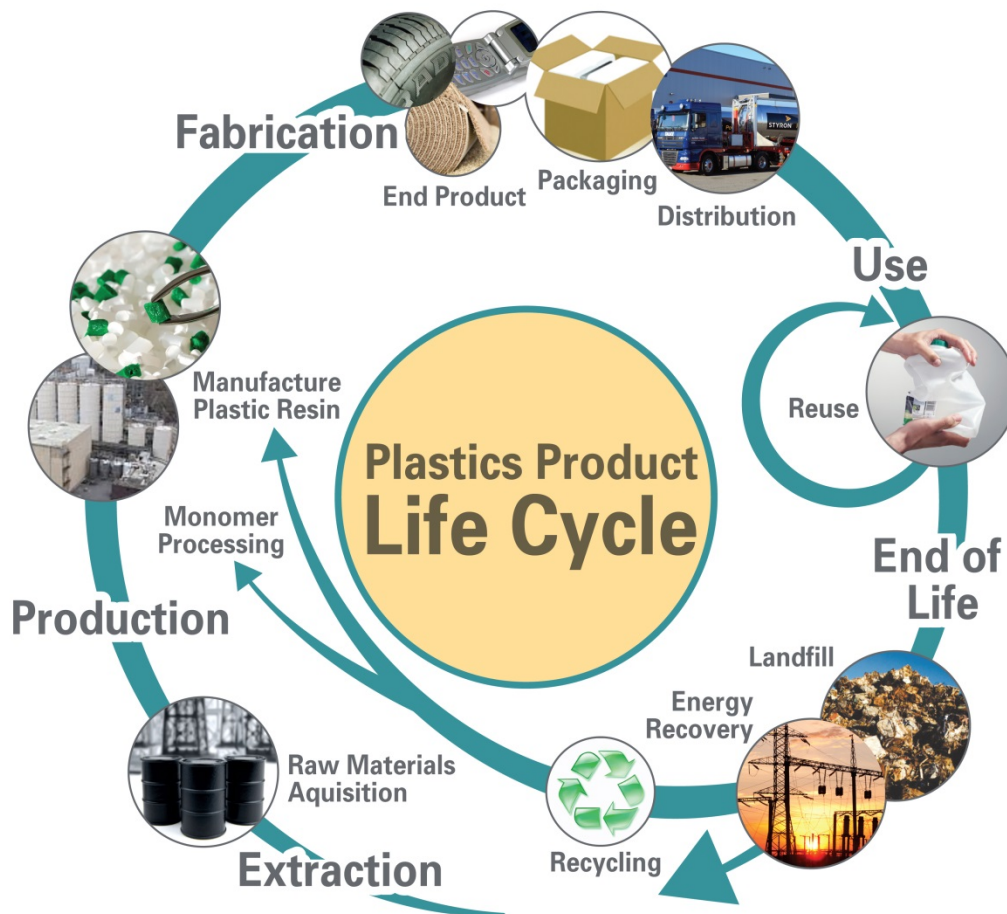 Fabrication
End Product
Packaging
STYRON
Distribution
Use
Reuse
Manufacture
Plastic Resin
Plastics Product
Life Cycle
Monomer
Processing
End of
Life
Production
Landfill
Energy
Recovery
Raw Materials
Aquisition
Recycling
Extraction